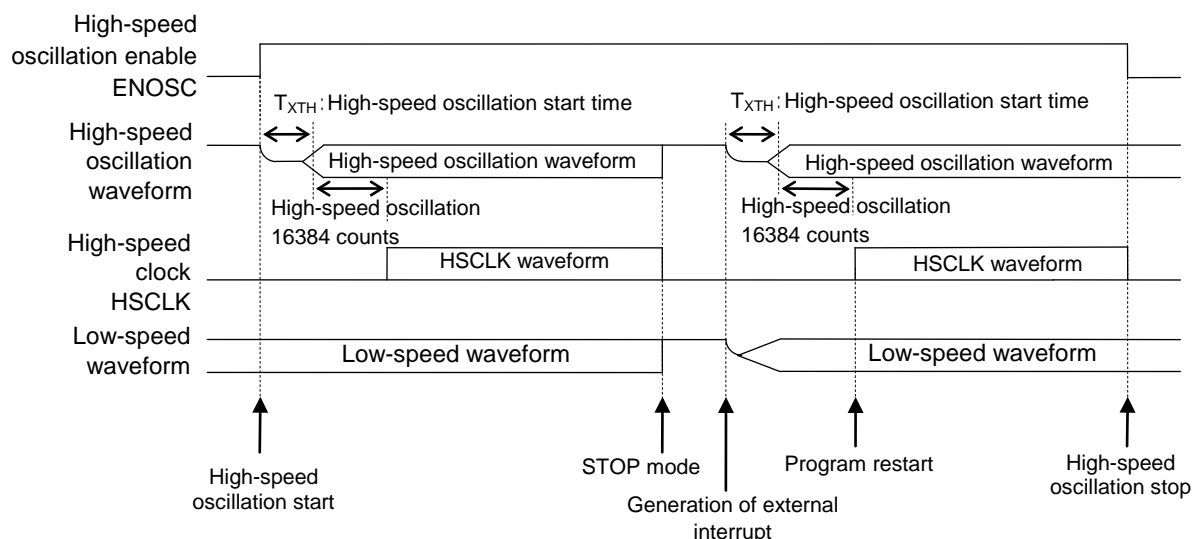 High-speed
oscillation enable
ENOSC
TXTH : High-speed oscillation start time
TXTH : High-speed oscillation start time
High-speed
oscillation
waveform
High-speed oscillation waveform
High-speed oscillation waveform
High-speed oscillation
16384 counts
High-speed oscillation
16384 counts
High-speed
clock
HSCLK
HSCLK waveform
HSCLK waveform
Low-speed
waveform
Low-speed waveform
Low-speed waveform
High-speed
oscillation start
STOP mode
Generation of external
interrupt
Program restart
High-speed
oscillation stop